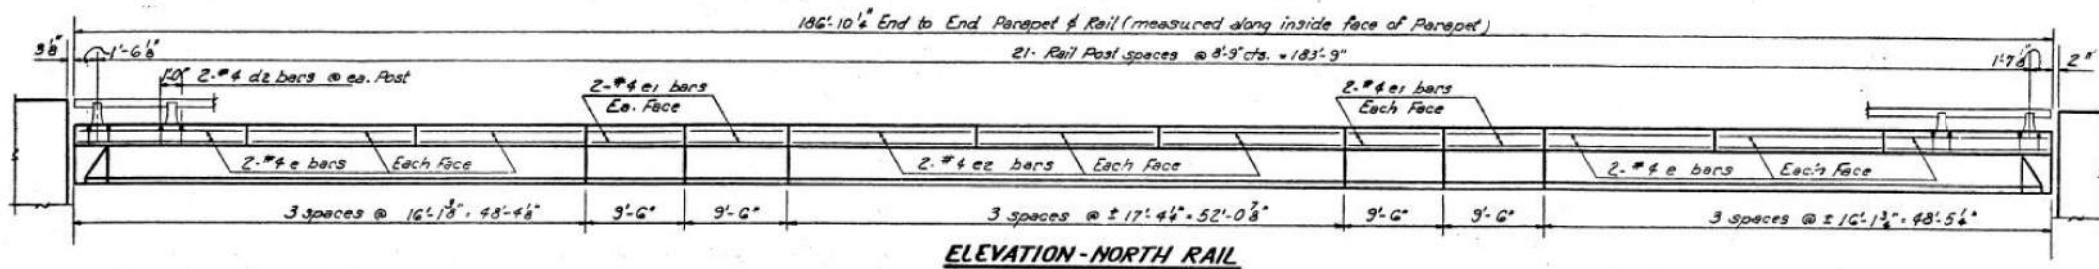 186'-10¼" End to End Parapet & Rail (measured along inside face of Parapet)
3⅛" 1'-6⅛" 21- Rail Post spaces @ 8'-9" cts. = 183'-9" 1'-7⅛" 2"
1'-0" 2-#4 d2 bars @ ea. Post
2-#4 e1 bars
Ea. Face
2-#4 e1 bars
Each Face
2-#4 e bars Each Face 2-#4 e2 bars Each Face 2-#4 e bars Each Face
3 spaces @ 16'-1⅜" = 48'-4⅛" 9'-6" 9'-6" 3 spaces @ ± 17'-4¼" = 52'-0⅞" 9'-6" 9'-6" 3 spaces @ ± 16'-1¾" = 48'-5¼"
ELEVATION-NORTH RAIL